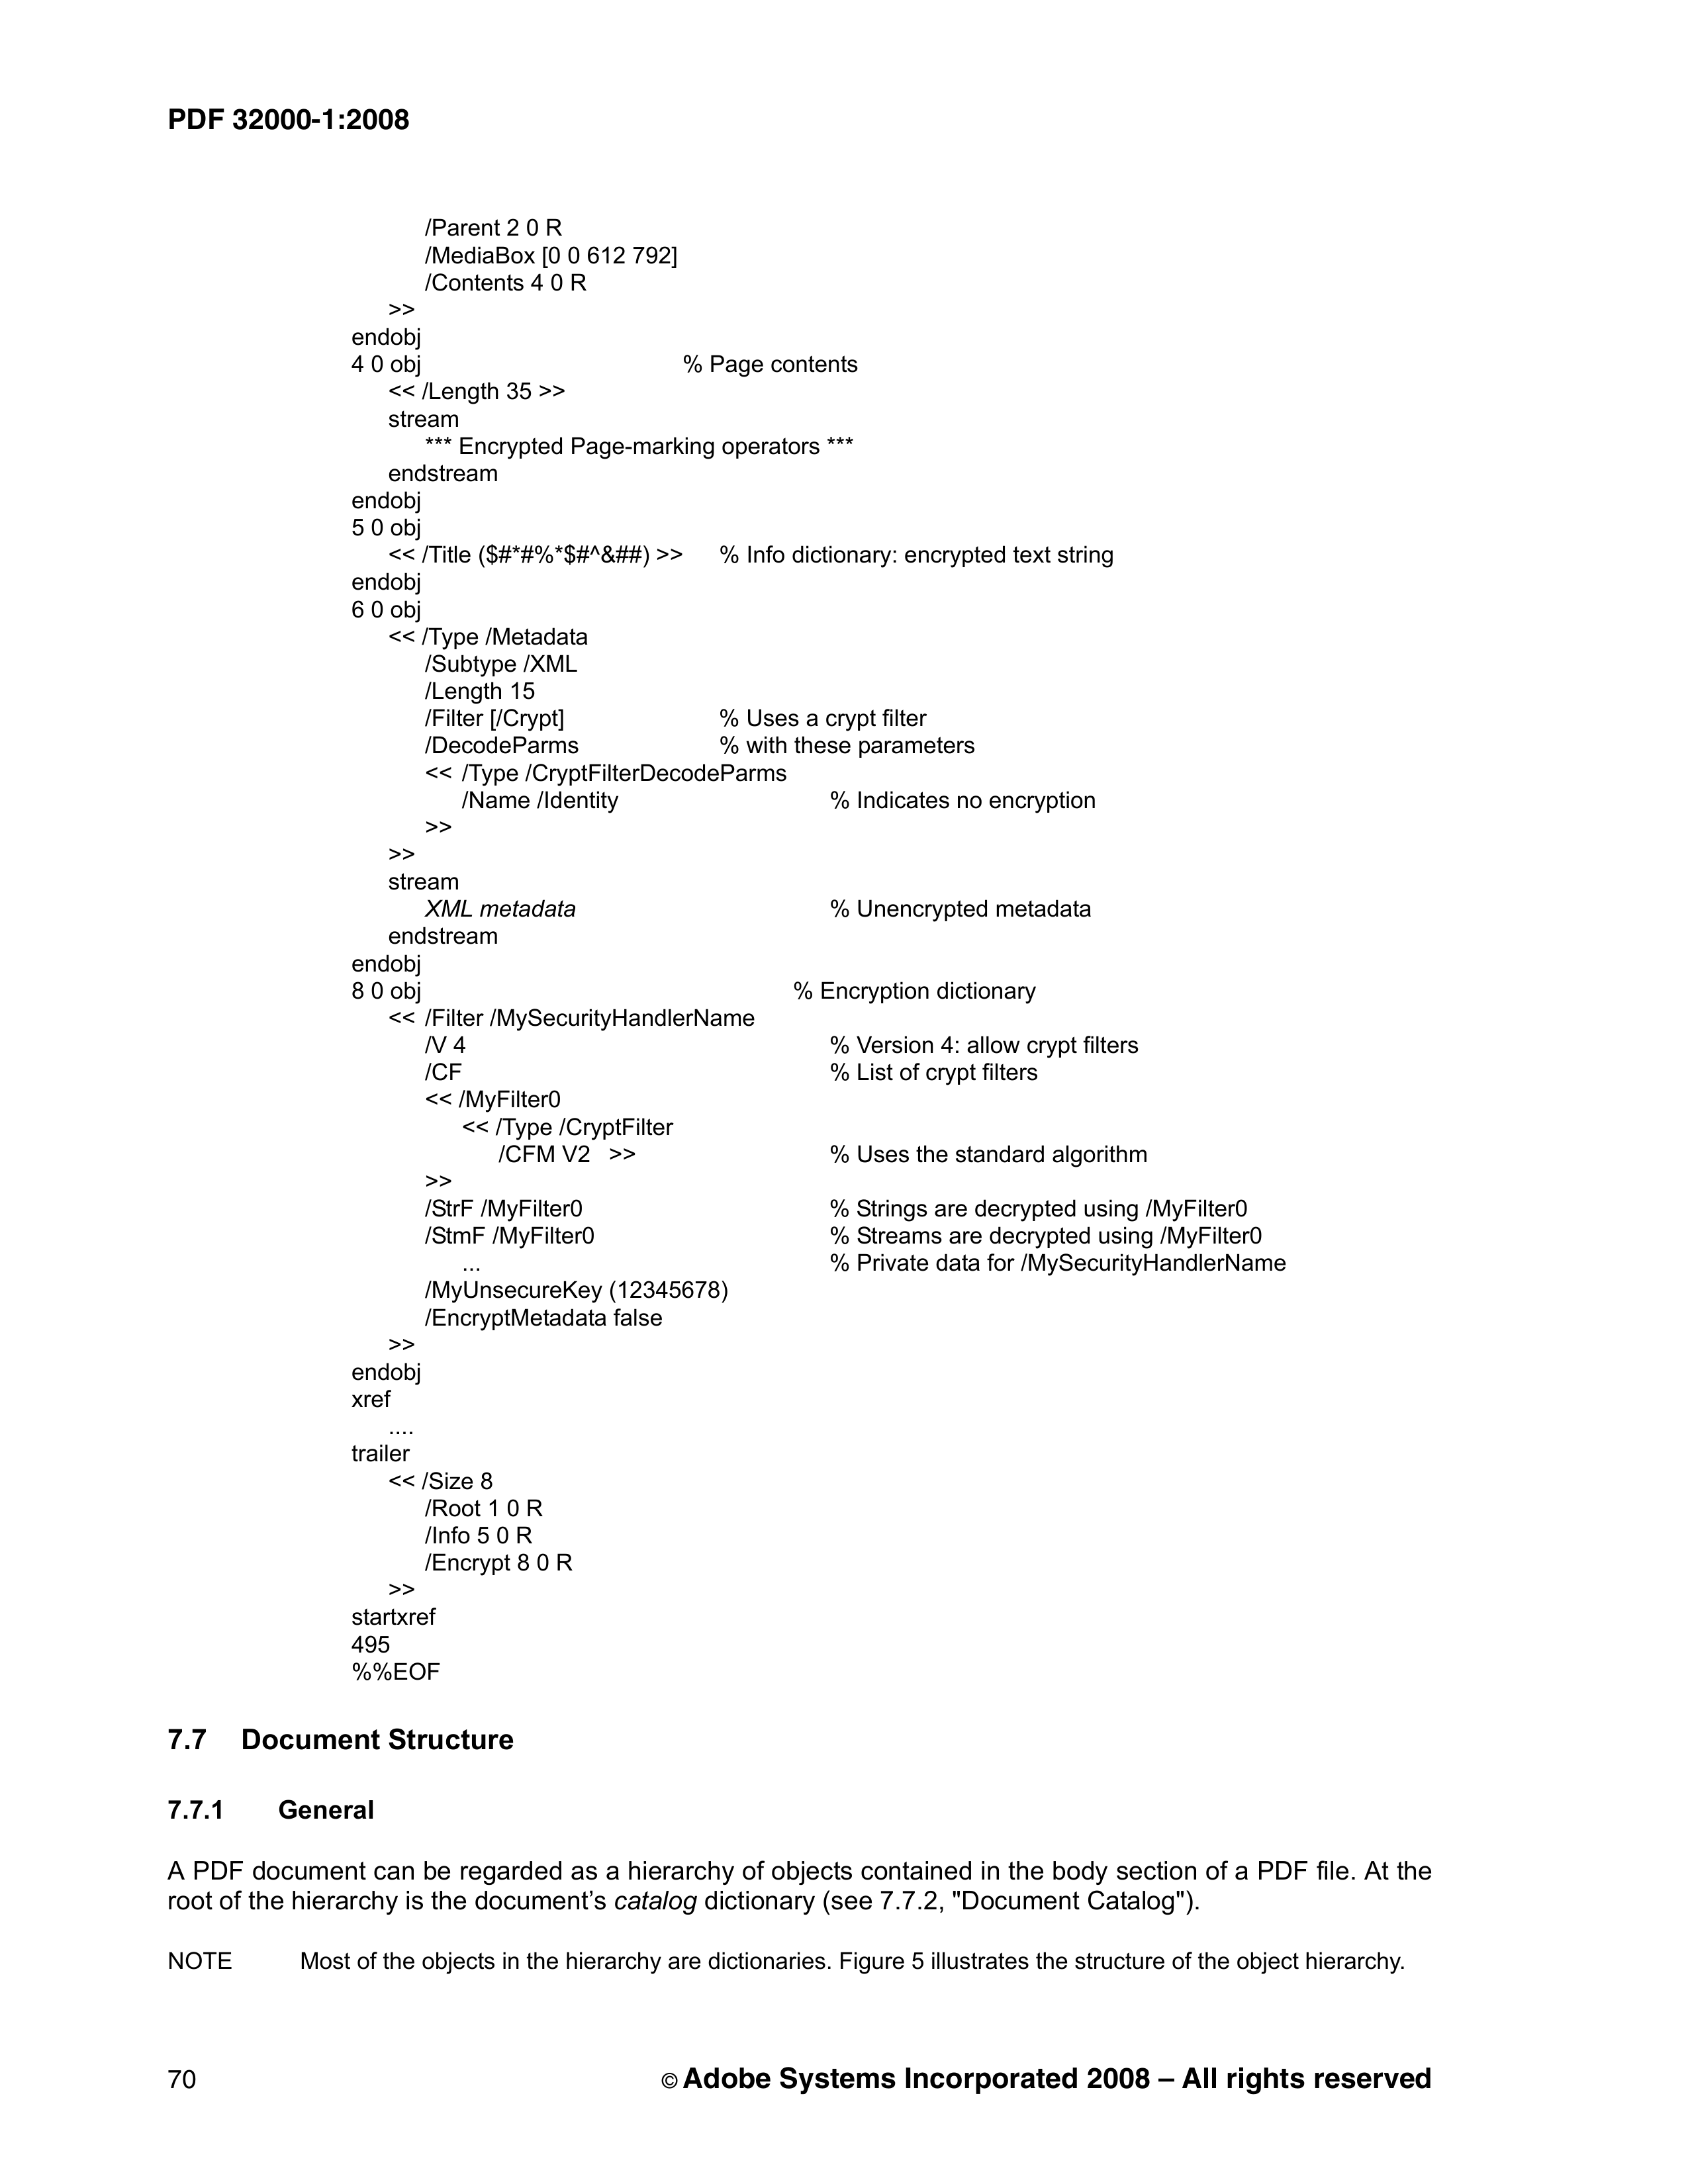 PDF 32000-1:2008
/Parent 2 0 R
/MediaBox [0 0 612 792]
/Contents 4 0 R
>>
endobj
4 0 obj % Page contents
<< /Length 35 >>
stream
*** Encrypted Page-marking operators ***
endstream
endobj
5 0 obj
<< /Title ($#*#%*$#^&##) >> % Info dictionary: encrypted text string
endobj
6 0 obj
<< /Type /Metadata
/Subtype /XML
/Length 15
/Filter [/Crypt] % Uses a crypt filter
/DecodeParms % with these parameters
<< /Type /CryptFilterDecodeParms
/Name /Identity % Indicates no encryption
>>
>>
stream
XML metadata % Unencrypted metadata
endstream
endobj
8 0 obj % Encryption dictionary
<< /Filter /MySecurityHandlerName
/V 4 % Version 4: allow crypt filters
/CF % List of crypt filters
<< /MyFilter0
<< /Type /CryptFilter
/CFM V2 >> % Uses the standard algorithm
>>
/StrF /MyFilter0 % Strings are decrypted using /MyFilter0
/StmF /MyFilter0 % Streams are decrypted using /MyFilter0
... % Private data for /MySecurityHandlerName
/MyUnsecureKey (12345678)
/EncryptMetadata false
>>
endobj
xref
....
trailer
<< /Size 8
/Root 1 0 R
/Info 5 0 R
/Encrypt 8 0 R
>>
startxref
495
%%EOF
7.7 Document Structure
7.7.1 General
A PDF document can be regarded as a hierarchy of objects contained in the body section of a PDF file. At the
root of the hierarchy is the document’s catalog dictionary (see 7.7.2, "Document Catalog").
NOTE Most of the objects in the hierarchy are dictionaries. Figure 5 illustrates the structure of the object hierarchy.
70 © Adobe Systems Incorporated 2008 – All rights reserved